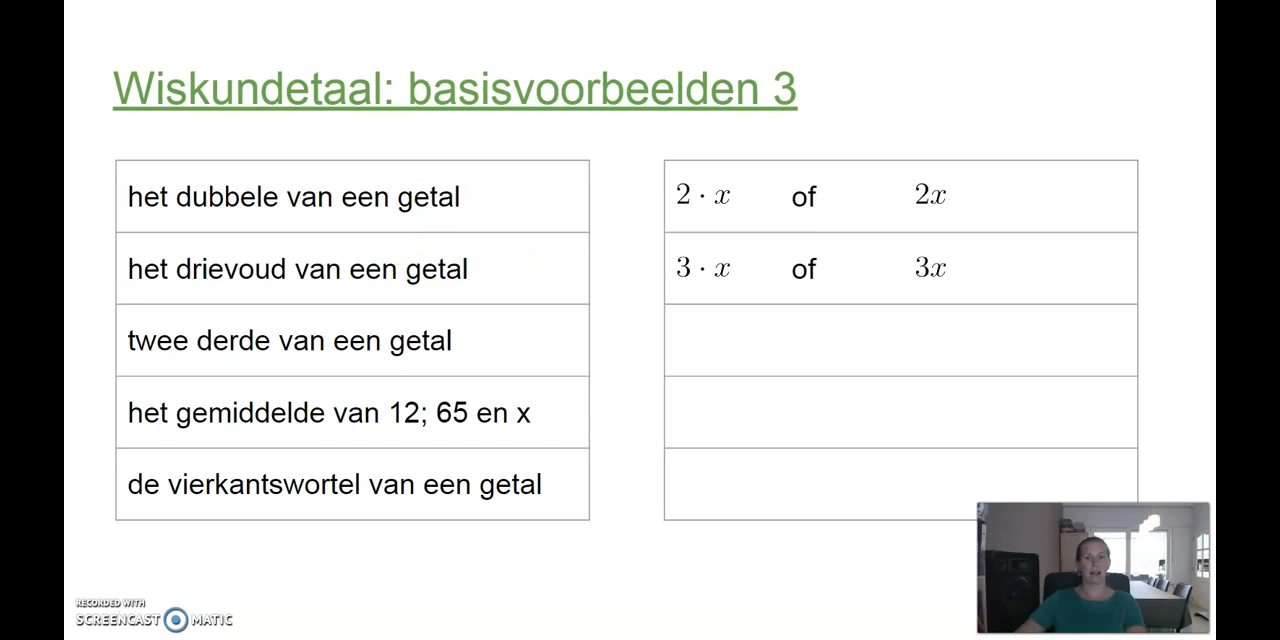 Wiskundetaal: basisvoorbeelden 3
het dubbele van een getal
2 · x of 2x
het drievoud van een getal
3 · x of 3x
twee derde van een getal
het gemiddelde van 12; 65 en x
de vierkantswortel van een getal
RECORDED WITH
SCREENCAST MATIC